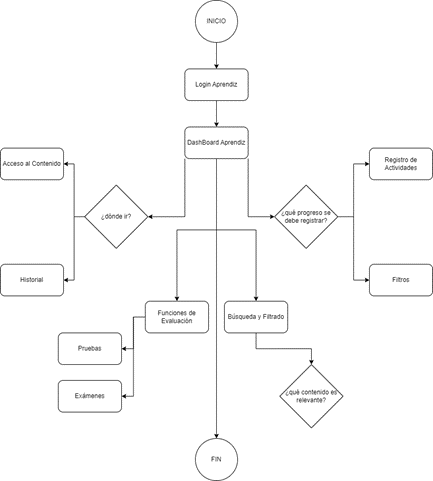 INICIO
Login Aprendiz
DashBoard Aprendiz
Acceso al Contenido
Registro de
Actividades
¿dónde ir?
¿qué progreso se
debe registrar?
Historial
Filtros
Funciones de
Evaluación
Búsqueda y Filtrado
Pruebas
Exámenes
¿qué contenido es
relevante?
FIN